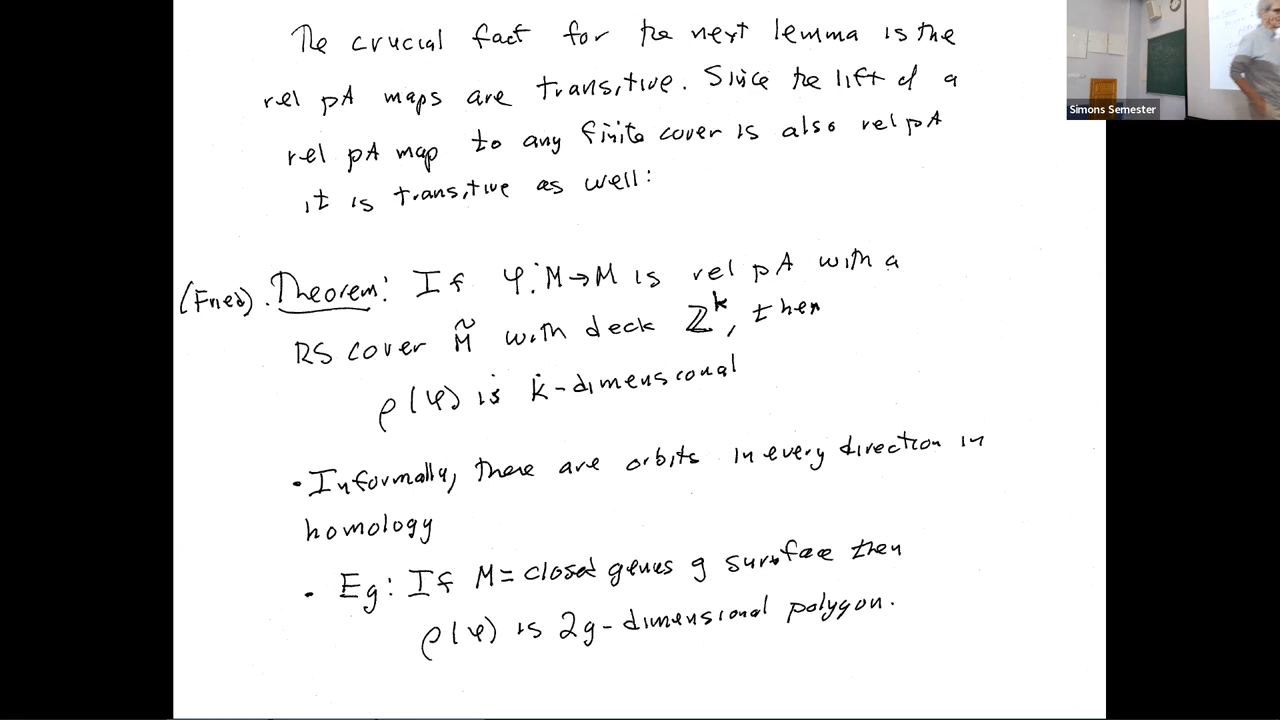 The crucial fact for the next lemma is the
rel pA maps are transitive. Since the lift of a
rel pA map to any finite cover is also rel pA
it is transitive as well:
(Fried). Theorem: If φ: M→M is rel pA with a
RS cover M̃ with deck ℤᵏ, then
ρ(φ) is k-dimensional
• Informally, there are orbits in every direction in
homology
• Eg: If M = closed genus g surface then
ρ(φ) is 2g-dimensional polygon.
Simons Semester